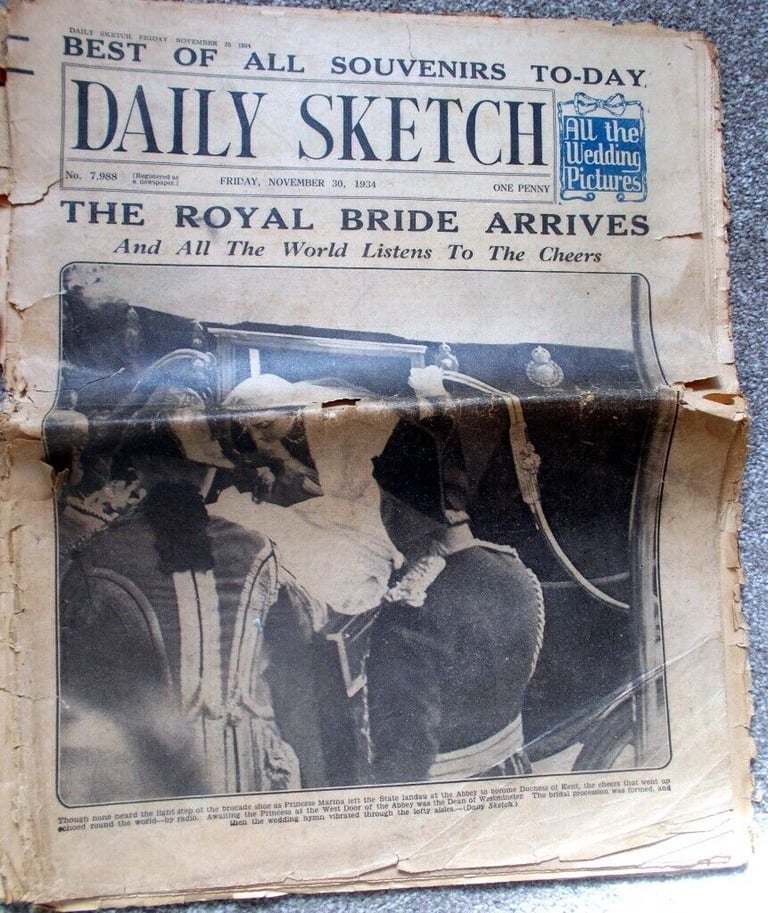 DAILY SKETCH FRIDAY NOVEMBER 30 1934
BEST OF ALL SOUVENIRS TO-DAY.
DAILY SKETCH
All the
Wedding
Pictures
No. 7,988 [Registered as a newspaper.] FRIDAY, NOVEMBER 30, 1934 ONE PENNY
THE ROYAL BRIDE ARRIVES
And All The World Listens To The Cheers
Though none heard the light step of the brocade shoe as Princess Marina left the State landau at the Abbey to become Duchess of Kent, the cheers that went up
echoed round the world—by radio. Awaiting the Princess at the West Door of the Abbey was the Dean of Westminster. The bridal procession was formed, and
then the wedding hymn vibrated through the lofty aisles.—(Daily Sketch.)